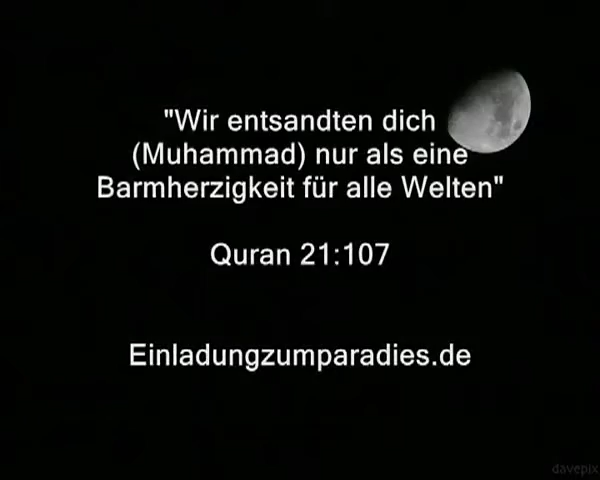 "Wir entsandten dich
(Muhammad) nur als eine
Barmherzigkeit für alle Welten"
Quran 21:107
Einladungzumparadies.de
davepix